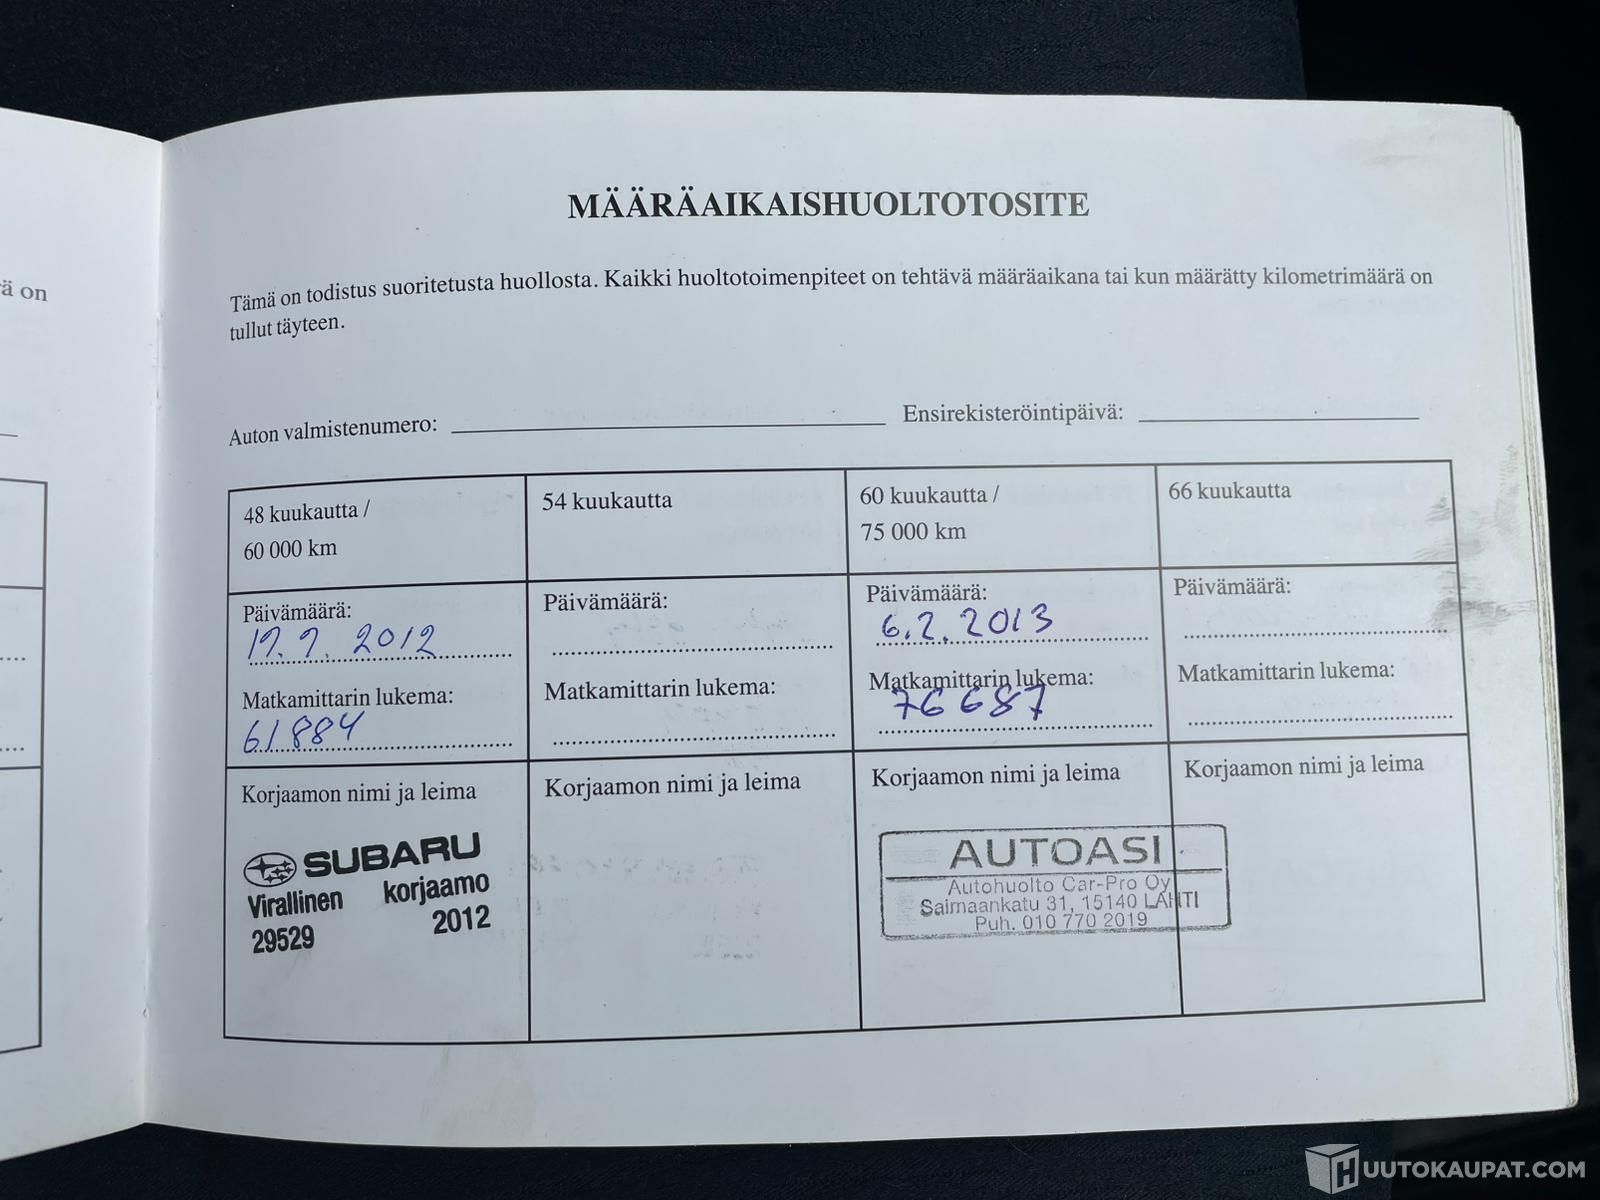 ä on
MÄÄRÄAIKAISHUOLTOTOSITE
Tämä on todistus suoritetusta huollosta. Kaikki huoltotoimenpiteet on tehtävä määräaikana tai kun määrätty kilometrimäärä on
tullut täyteen.
Auton valmistenumero:
Ensirekisteröintipäivä:
48 kuukautta /
60 000 km
Päivämäärä:
17.7. 2012
Matkamittarin lukema:
61884
Korjaamon nimi ja leima
SUBARU
Virallinen korjaamo
29529 2012
54 kuukautta
Päivämäärä:
Matkamittarin lukema:
Korjaamon nimi ja leima
60 kuukautta /
75 000 km
Päivämäärä:
6.2.2013
Matkamittarin lukema:
76 687
Korjaamon nimi ja leima
AUTOASI
Autohuolto Car-Pro Oy
Saimaankatu 31, 15140 LAHTI
Puh. 010 770 2019
66 kuukautta
Päivämäärä:
Matkamittarin lukema:
Korjaamon nimi ja leima
HUUTOKAUPAT.COM